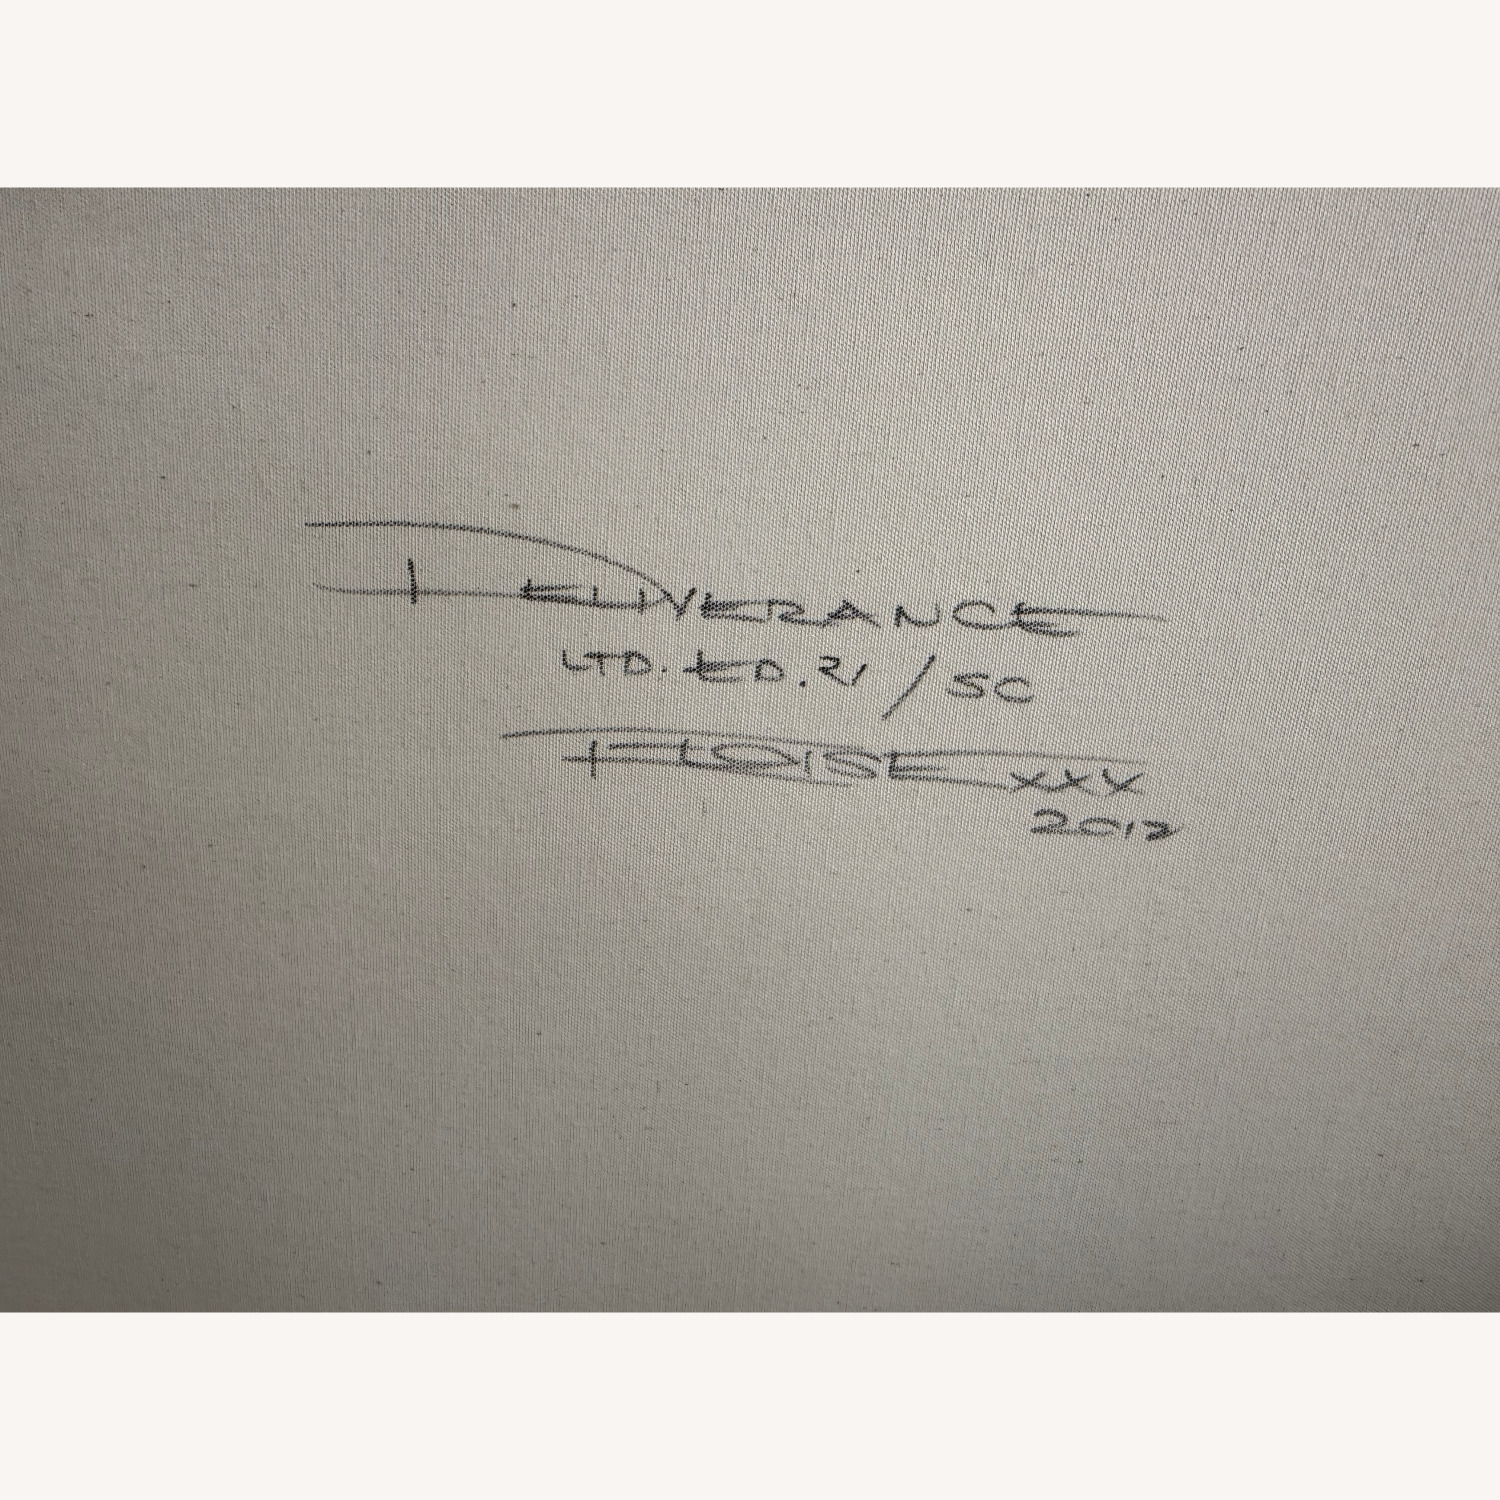 DELIVERANCE
LTD. ED. 21 / 50
ELOISE xxx
2012